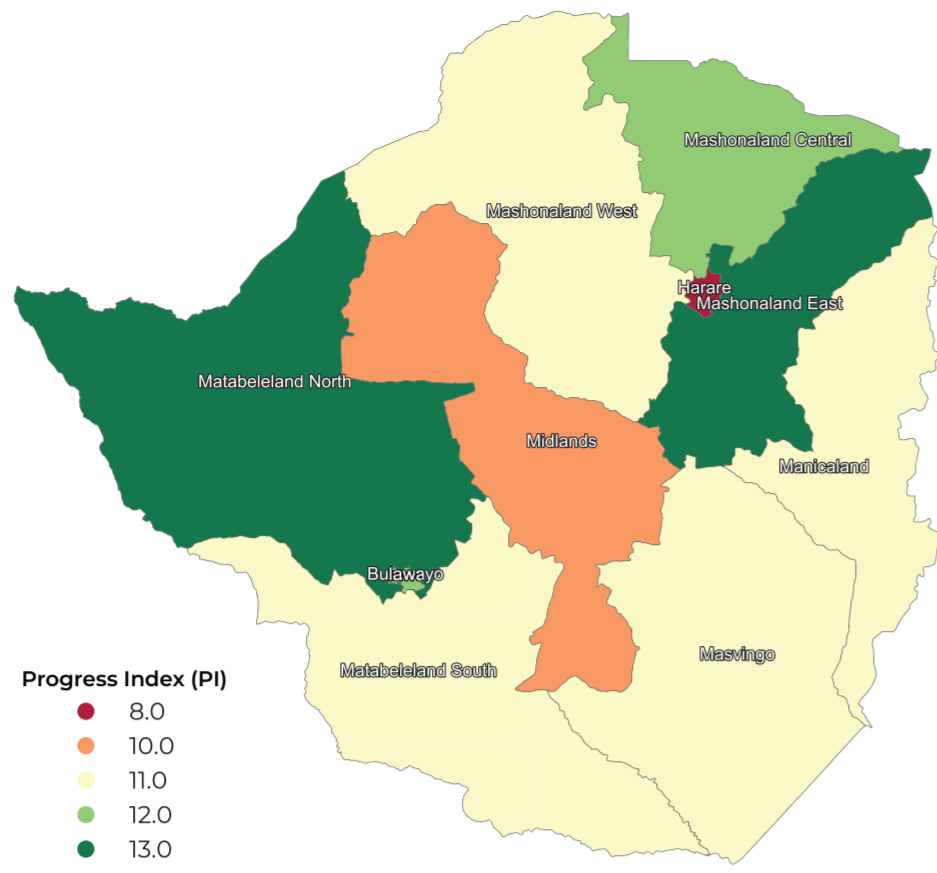 Mashonaland Central
Mashonaland West
Harare
Mashonaland East
Matabeleland North
Midlands
Manicaland
Bulawayo
Masvingo
Matabeleland South
Progress Index (PI)
8.0
10.0
11.0
12.0
13.0